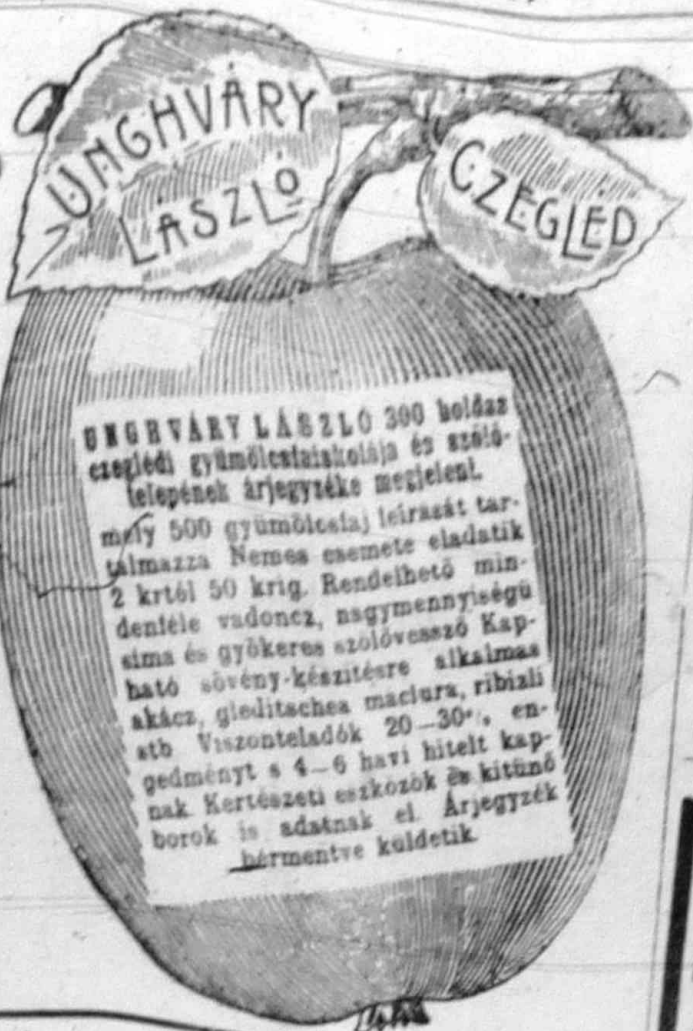 UNGHVÁRY
LÁSZLÓ
CZEGLÉD
UNGHVÁRY LÁSZLÓ 300 holdas
czeglédi gyümölcsfaiskolája és szőlő-
telepének árjegyzéke megjelent.
mely 500 gyümölcsfaj leirását tar-
talmazza Nemes csemete eladatik
2 krtól 50 krig. Rendelhető min-
denféle vadoncz, nagymennyiségü
sima és gyökeres szőlővessző Kap-
ható sövény-készitésre alkalmas
akácz, gleditschea maclura, ribizli
stb Viszonteladók 20–30% en-
gedményt s 4–6 havi hitelt kap-
nak. Kertészeti eszközök és kitünő
borok is adatnak el. Árjegyzék
bérmentve küldetik